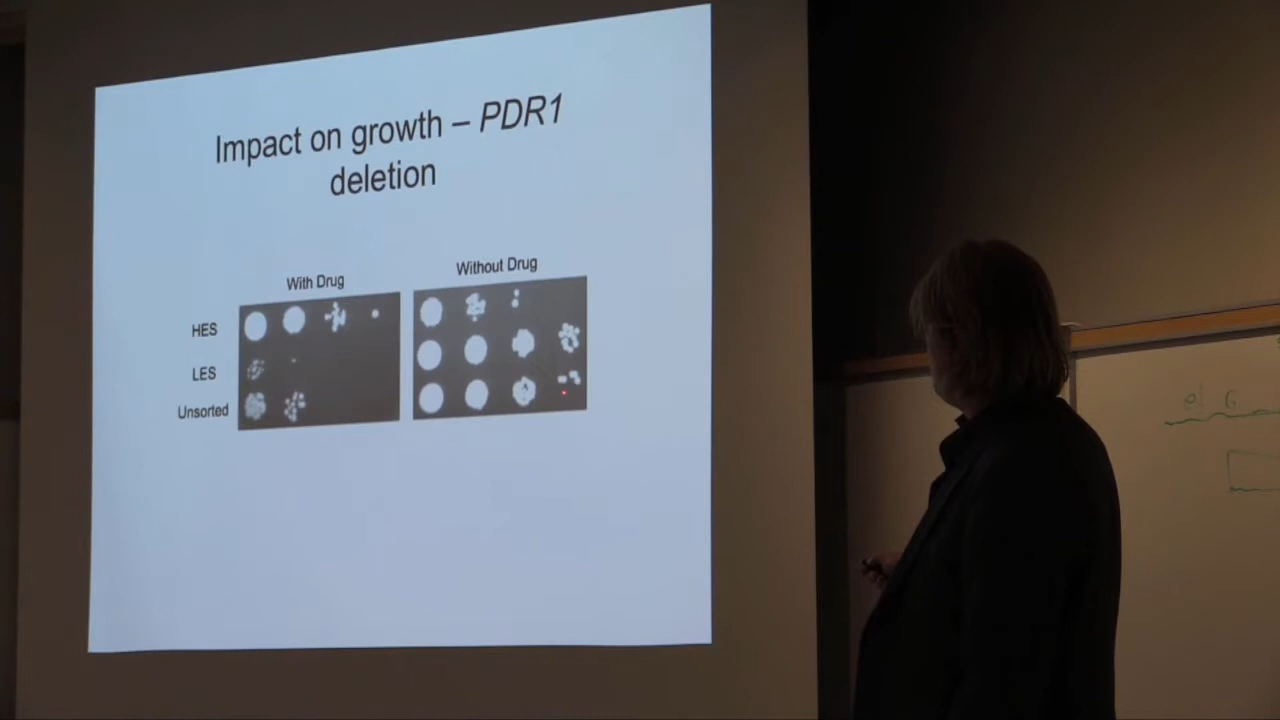 Impact on growth – PDR1
deletion
With Drug
Without Drug
HES
LES
Unsorted